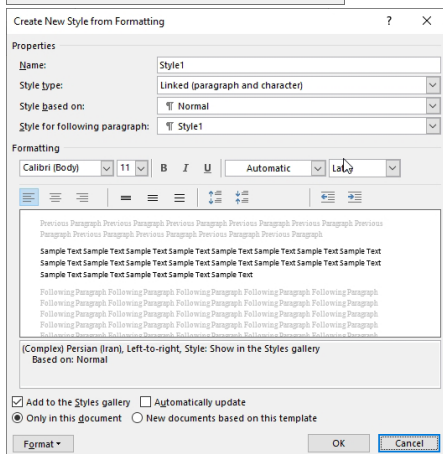 Create New Style from Formatting ? ×
Properties
Name: Style1
Style type: Linked (paragraph and character)
Style based on: ¶ Normal
Style for following paragraph: ¶ Style1
Formatting
Calibri (Body) 11 B I U Automatic
Previous Paragraph Previous Paragraph Previous Paragraph Previous Paragraph Previous Paragraph Previous
Paragraph Previous Paragraph Previous Paragraph Previous Paragraph Previous Paragraph
Sample Text Sample Text Sample Text Sample Text Sample Text Sample Text Sample Text Sample Text
Sample Text Sample Text Sample Text Sample Text Sample Text Sample Text Sample Text Sample Text
Sample Text Sample Text Sample Text Sample Text Sample Text
Following Paragraph Following Paragraph Following Paragraph Following Paragraph Following Paragraph
Following Paragraph Following Paragraph Following Paragraph Following Paragraph Following Paragraph
Following Paragraph Following Paragraph Following Paragraph Following Paragraph Following Paragraph
Following Paragraph Following Paragraph Following Paragraph Following Paragraph Following Paragraph
(Complex) Persian (Iran), Left-to-right, Style: Show in the Styles gallery
Based on: Normal
Add to the Styles gallery Automatically update
Only in this document New documents based on this template
Format OK Cancel